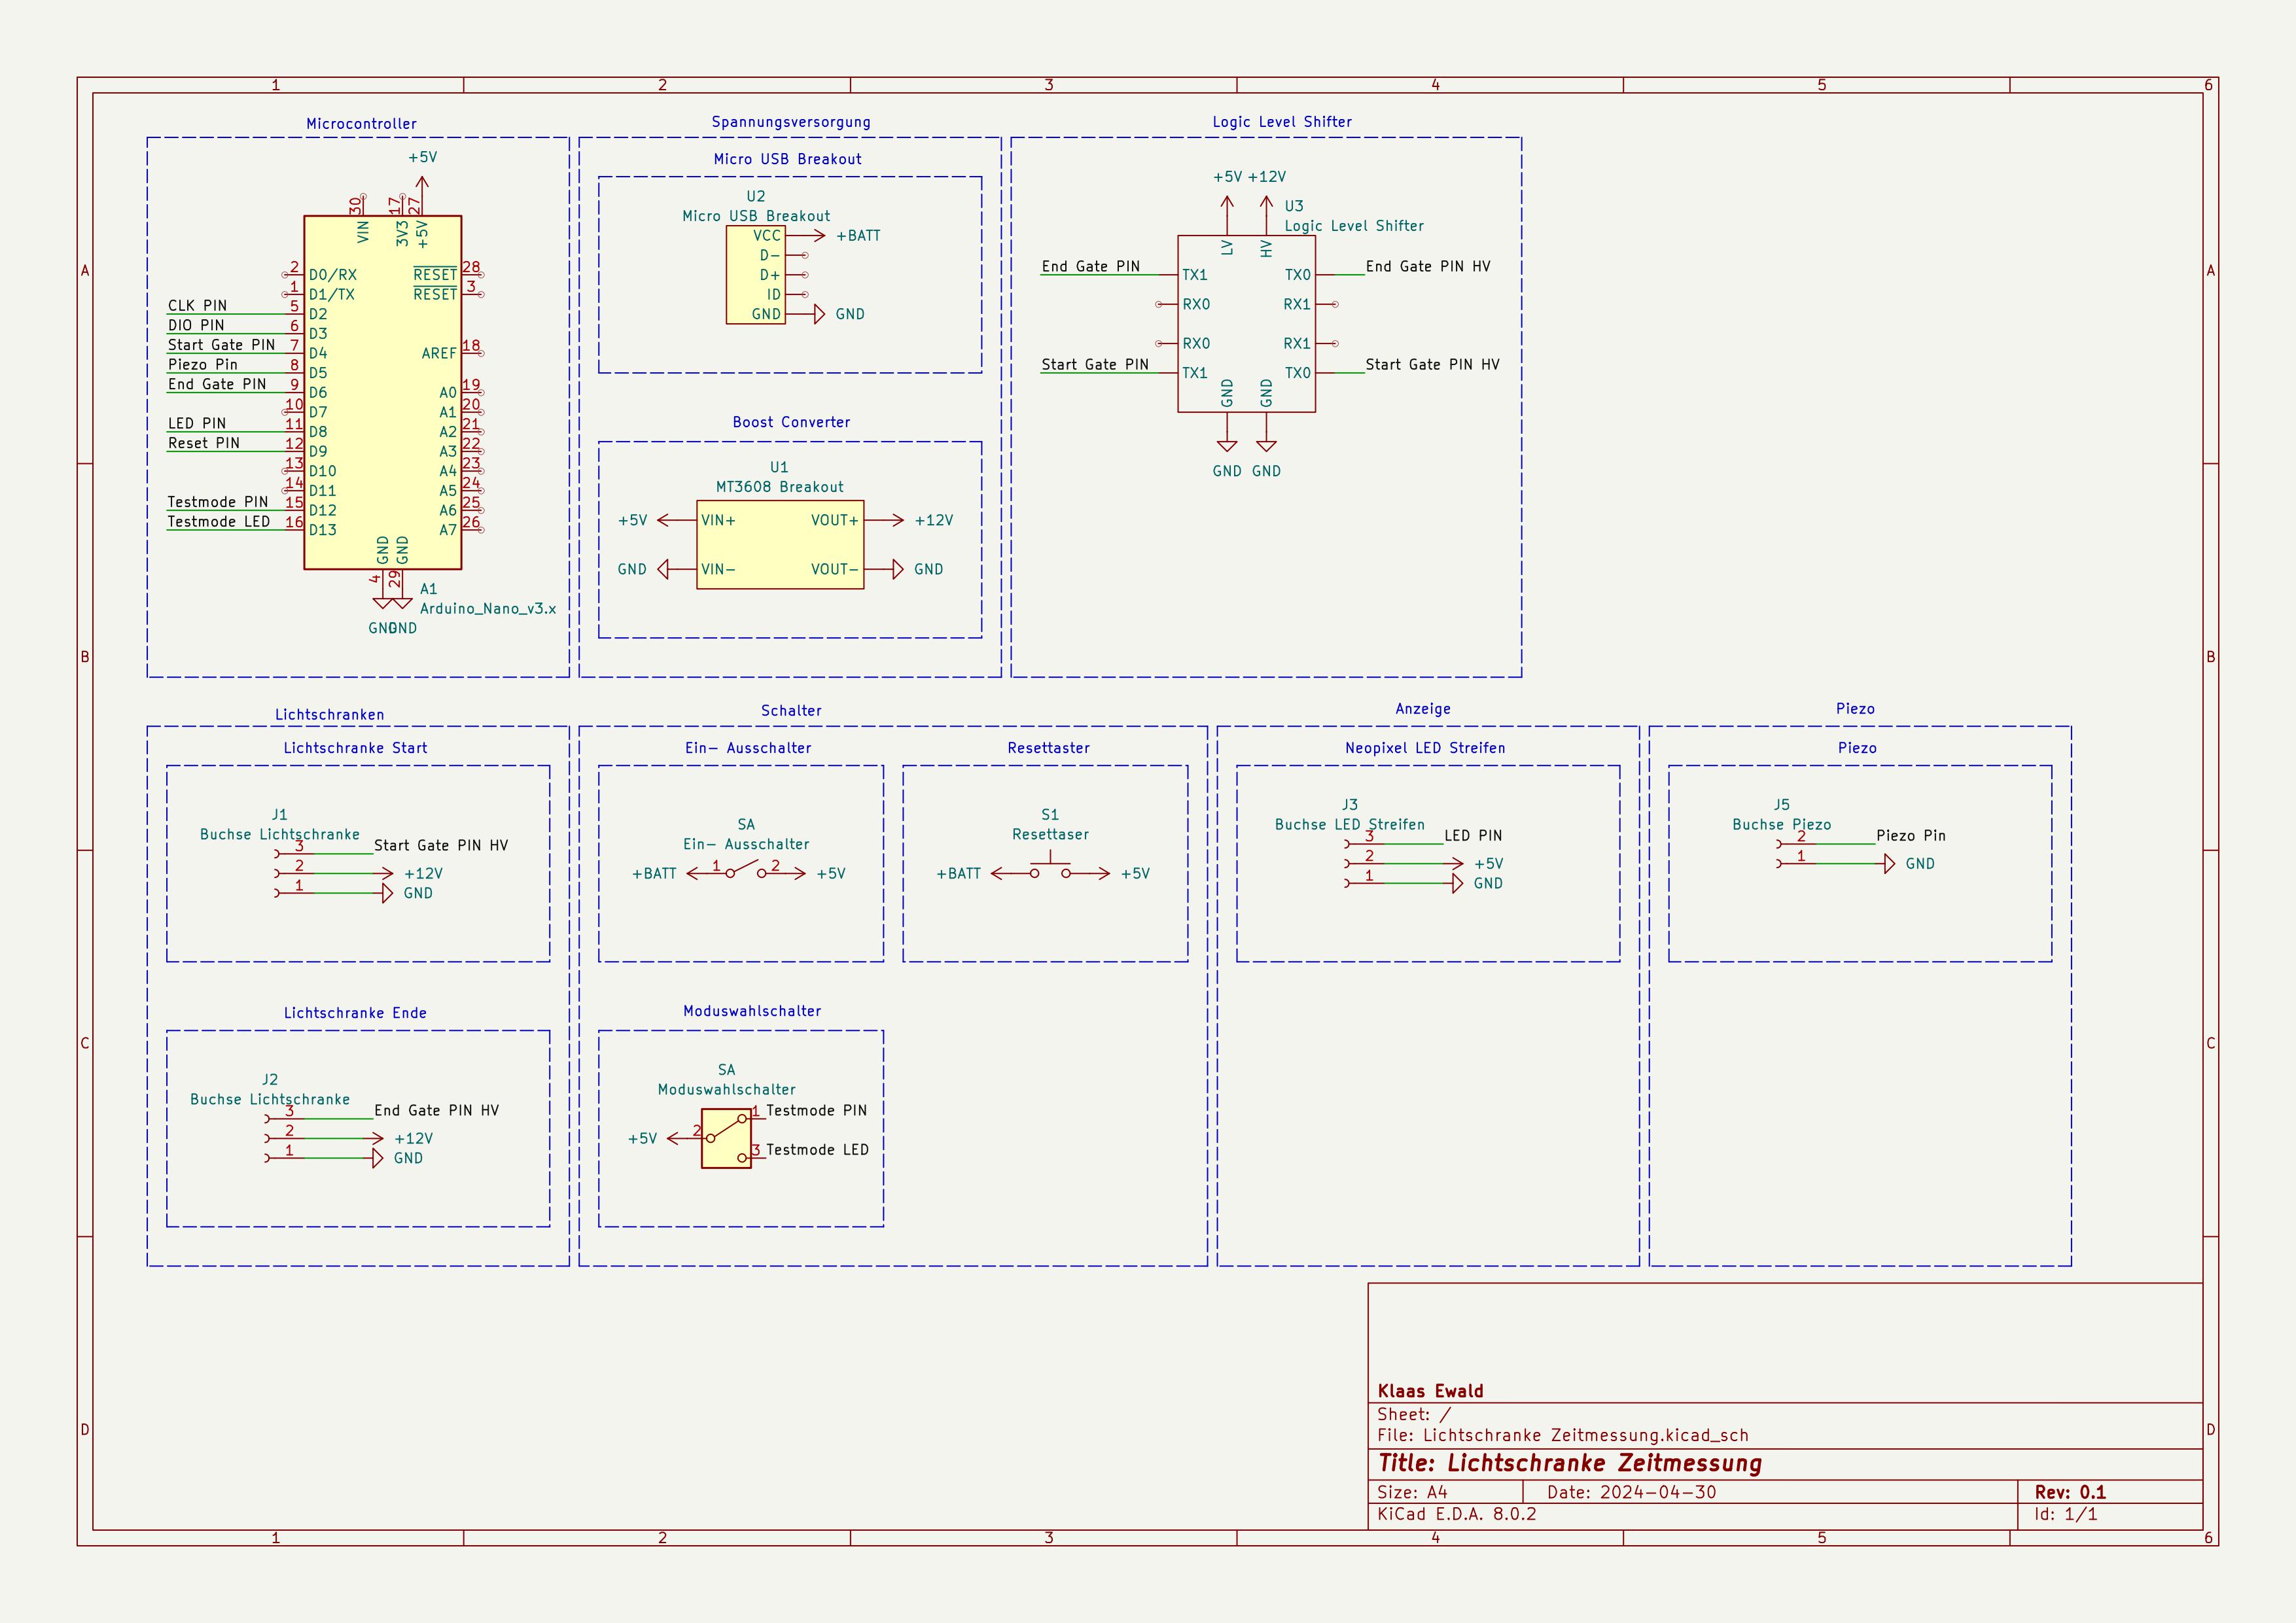 1 2 3 4 5 6
A
B
C
D
Microcontroller
+5V
30 17 27
VIN 3V3 +5V
2 D0/RX RESET 28
1 D1/TX RESET 3
CLK PIN 5 D2
DIO PIN 6 D3
Start Gate PIN 7 D4 AREF 18
Piezo Pin 8 D5
End Gate PIN 9 D6 A0 19
10 D7 A1 20
LED PIN 11 D8 A2 21
Reset PIN 12 D9 A3 22
13 D10 A4 23
14 D11 A5 24
Testmode PIN 15 D12 A6 25
Testmode LED 16 D13 A7 26
GND GND
4 29
A1
Arduino_Nano_v3.x
GND GND
Spannungsversorgung
Micro USB Breakout
U2
Micro USB Breakout
VCC +BATT
D-
D+
ID
GND GND
Boost Converter
U1
MT3608 Breakout
+5V VIN+ VOUT+ +12V
GND VIN- VOUT- GND
Logic Level Shifter
+5V +12V
U3
Logic Level Shifter
LV HV
End Gate PIN TX1 TX0 End Gate PIN HV
RX0 RX1
RX0 RX1
Start Gate PIN TX1 TX0 Start Gate PIN HV
GND GND
GND GND
Lichtschranken
Lichtschranke Start
J1
Buchse Lichtschranke
3 Start Gate PIN HV
2 +12V
1 GND
Lichtschranke Ende
J2
Buchse Lichtschranke
3 End Gate PIN HV
2 +12V
1 GND
Schalter
Ein- Ausschalter
SA
Ein- Ausschalter
+BATT 1 2 +5V
Resettaster
S1
Resettaser
+BATT +5V
Moduswahlschalter
SA
Moduswahlschalter
1 Testmode PIN
+5V 2
3 Testmode LED
Anzeige
Neopixel LED Streifen
J3
Buchse LED Streifen
3 LED PIN
2 +5V
1 GND
Piezo
Piezo
J5
Buchse Piezo
2 Piezo Pin
1 GND
Klaas Ewald
Sheet: /
File: Lichtschranke Zeitmessung.kicad_sch
Title: Lichtschranke Zeitmessung
Size: A4 Date: 2024-04-30 Rev: 0.1
KiCad E.D.A. 8.0.2 Id: 1/1
A
B
C
D
1 2 3 4 5 6